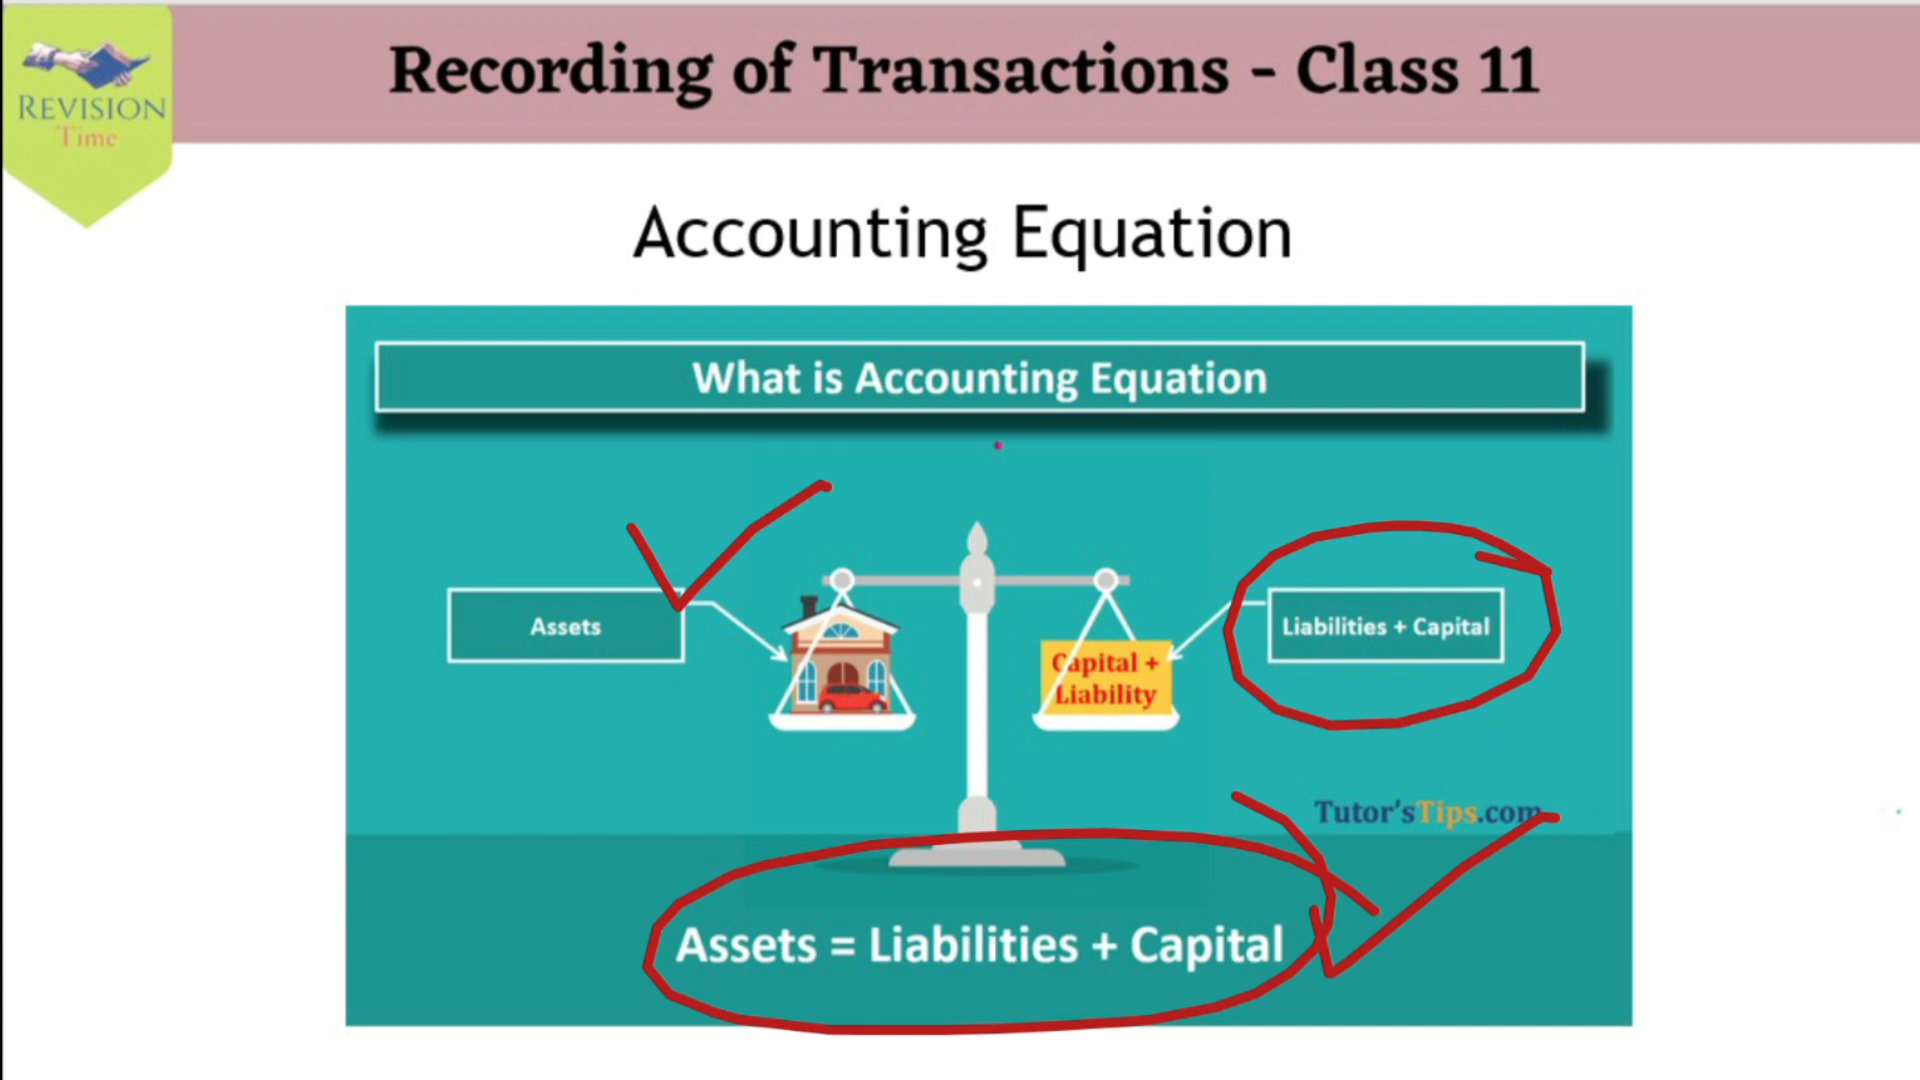 REVISION
Time
Recording of Transactions - Class 11
Accounting Equation
What is Accounting Equation
Assets
Liabilities + Capital
Capital +
Liability
Tutor'sTips.com
Assets = Liabilities + Capital